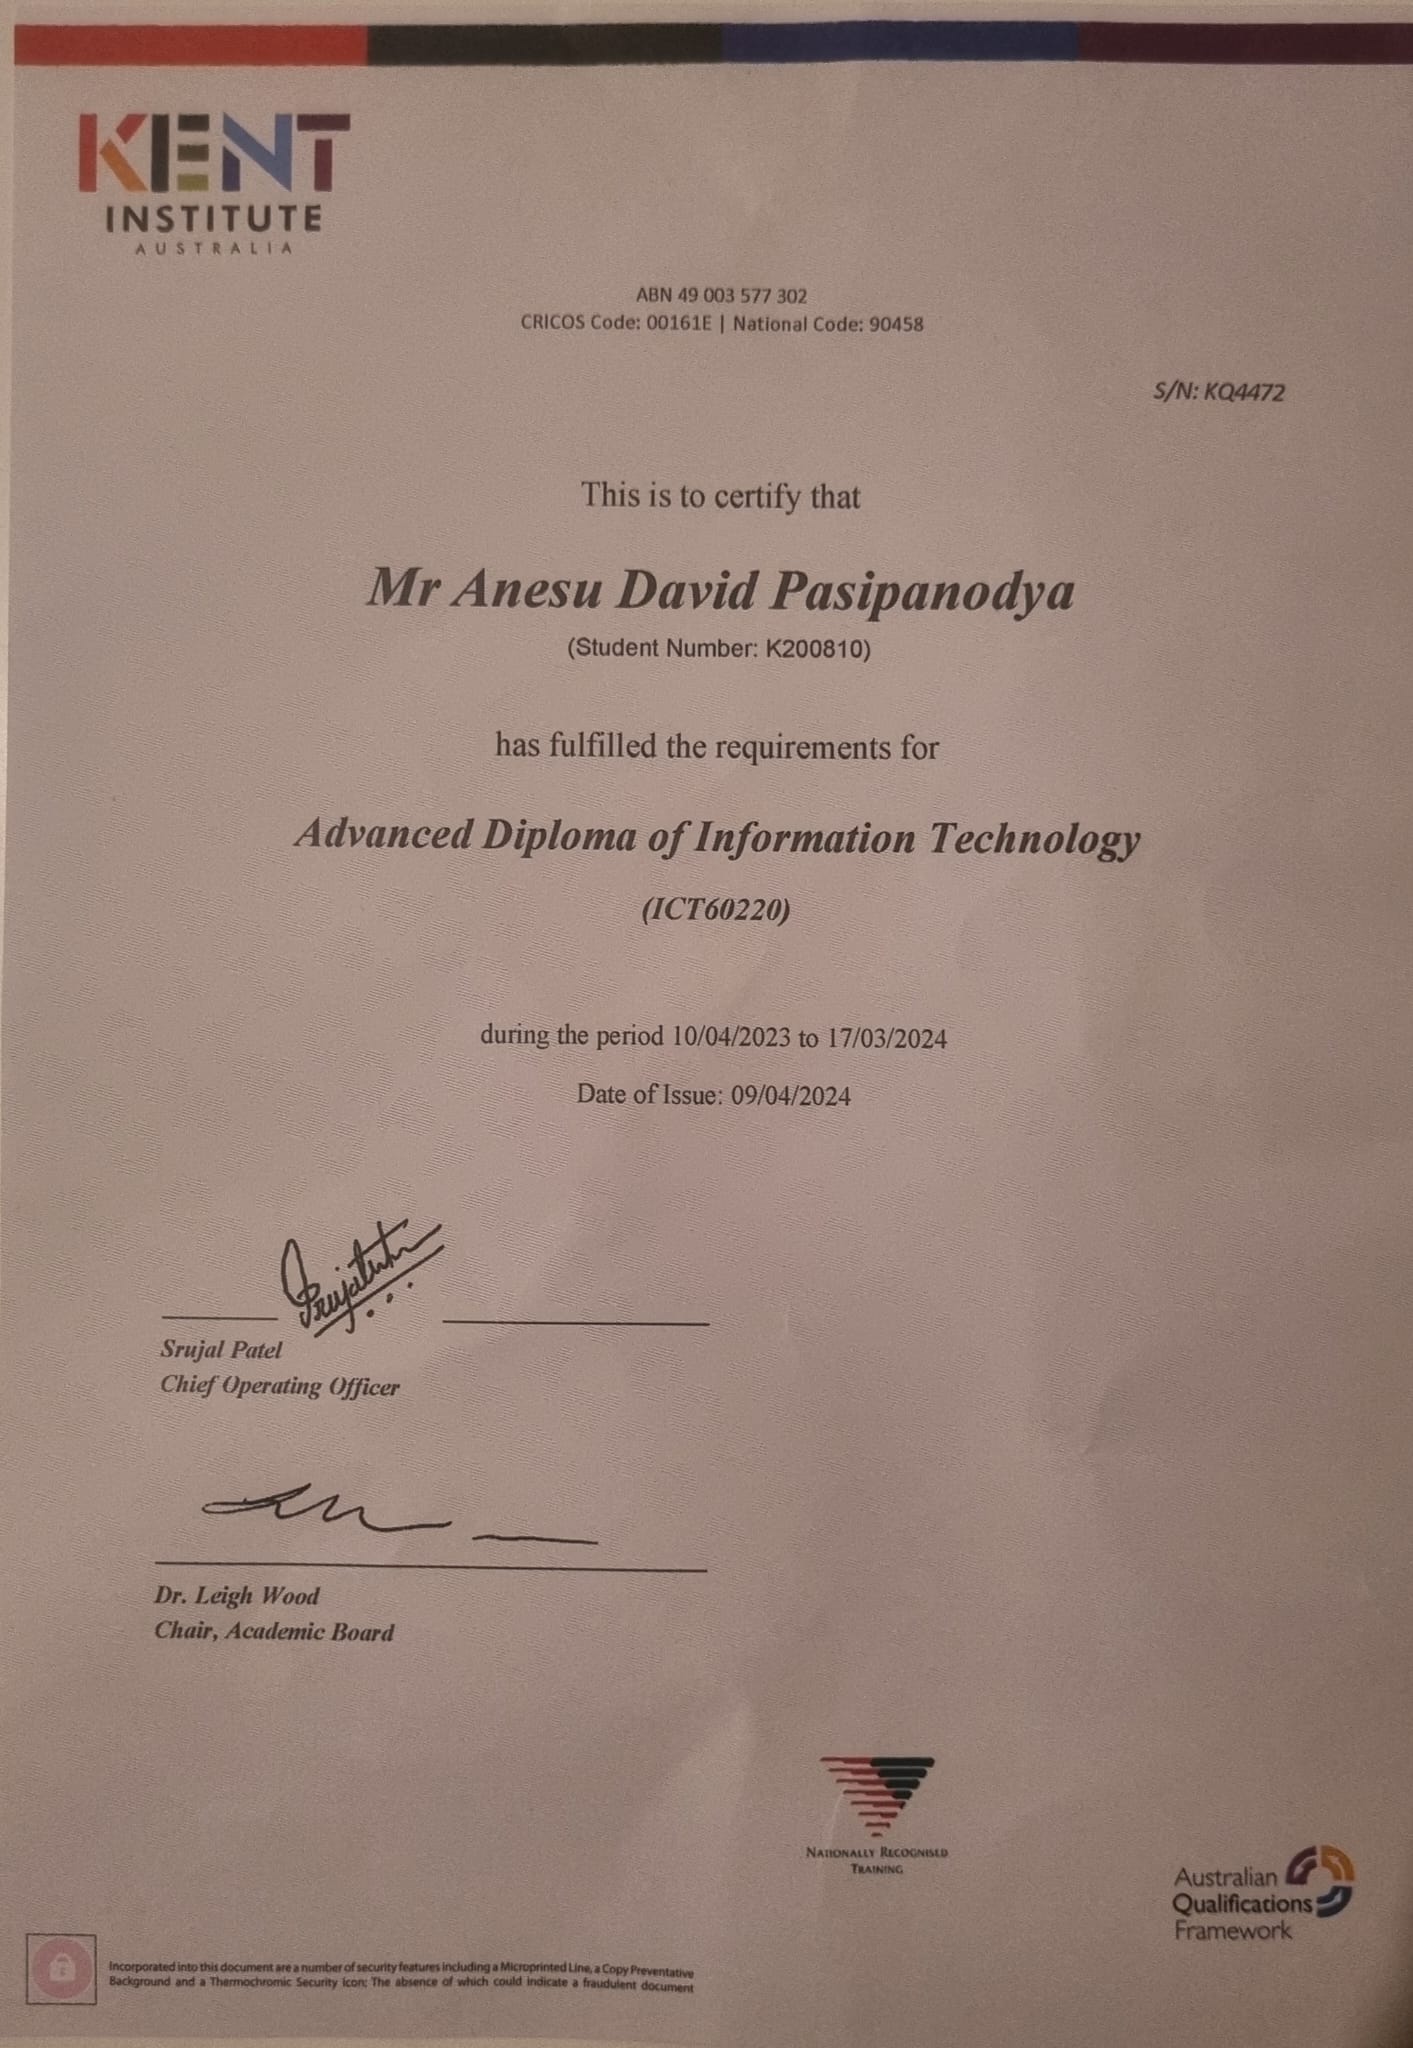 KENT
INSTITUTE
AUSTRALIA
ABN 49 003 577 302
CRICOS Code: 00161E | National Code: 90458
S/N: KQ4472
This is to certify that
Mr Anesu David Pasipanodya
(Student Number: K200810)
has fulfilled the requirements for
Advanced Diploma of Information Technology
(ICT60220)
during the period 10/04/2023 to 17/03/2024
Date of Issue: 09/04/2024
Srujal Patel
Chief Operating Officer
Dr. Leigh Wood
Chair, Academic Board
NATIONALLY RECOGNISED
TRAINING
Australian
Qualifications
Framework
Incorporated into this document are a number of security features including a Microprinted Line, a Copy Preventative
Background and a Thermochromic Security Icon; The absence of which could indicate a fraudulent document